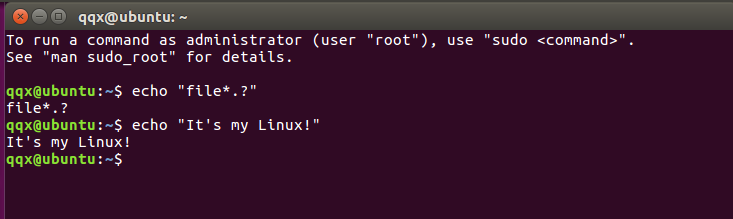 qqx@ubuntu: ~
To run a command as administrator (user "root"), use "sudo <command>".
See "man sudo_root" for details.
qqx@ubuntu:~$ echo "file*.?"
file*.?
qqx@ubuntu:~$ echo "It's my Linux!"
It's my Linux!
qqx@ubuntu:~$